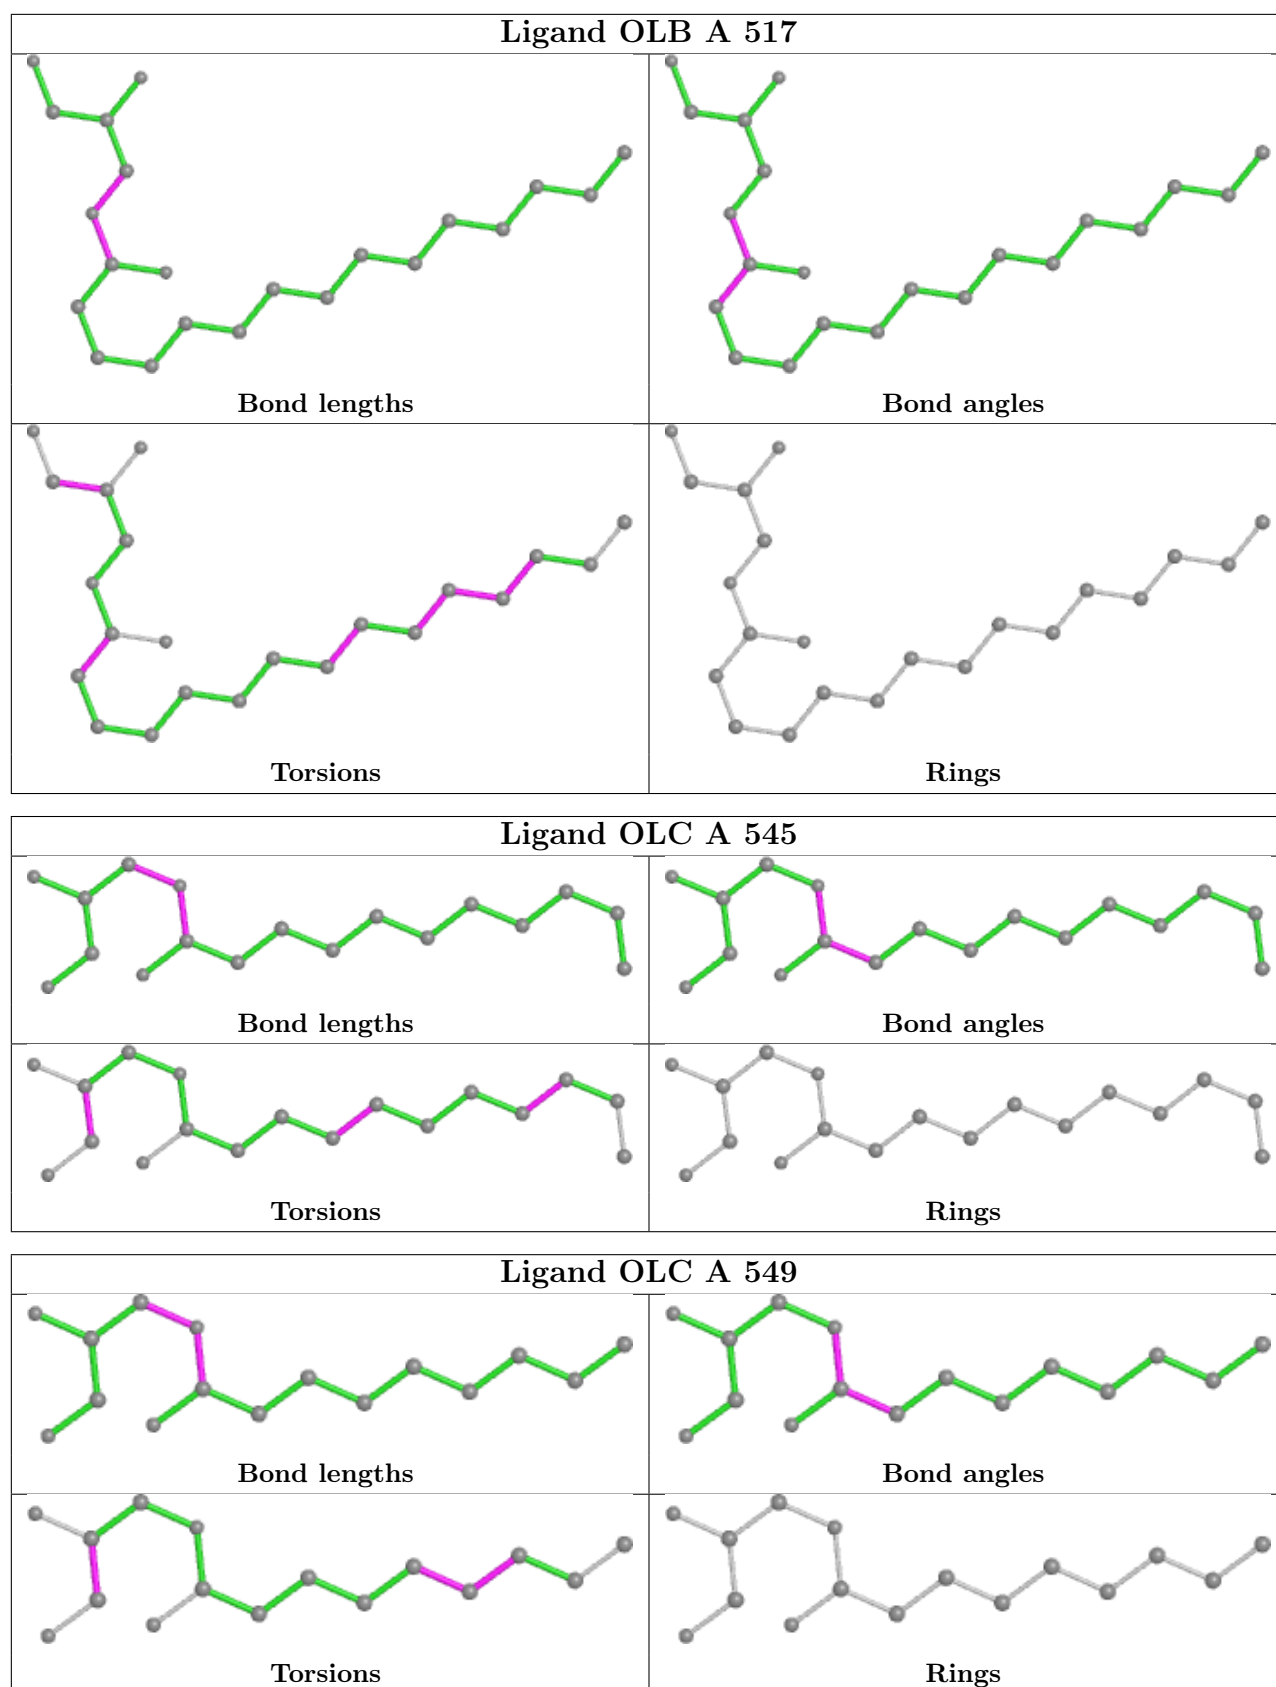 Ligand OLB A 517
Bond lengths
Bond angles
Torsions
Rings
Ligand OLC A 545
Bond lengths
Bond angles
Torsions
Rings
Ligand OLC A 549
Bond lengths
Bond angles
Torsions
Rings